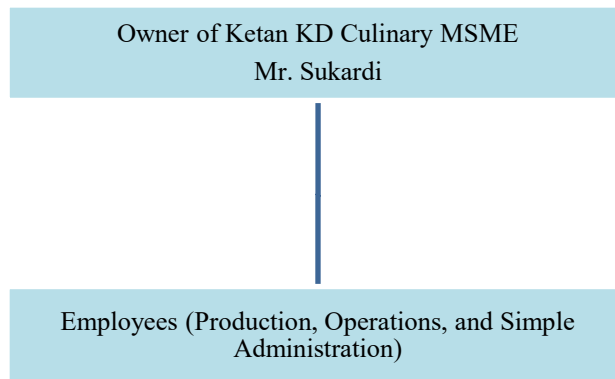 Owner of Ketan KD Culinary MSME
Mr. Sukardi
Employees (Production, Operations, and Simple
Administration)